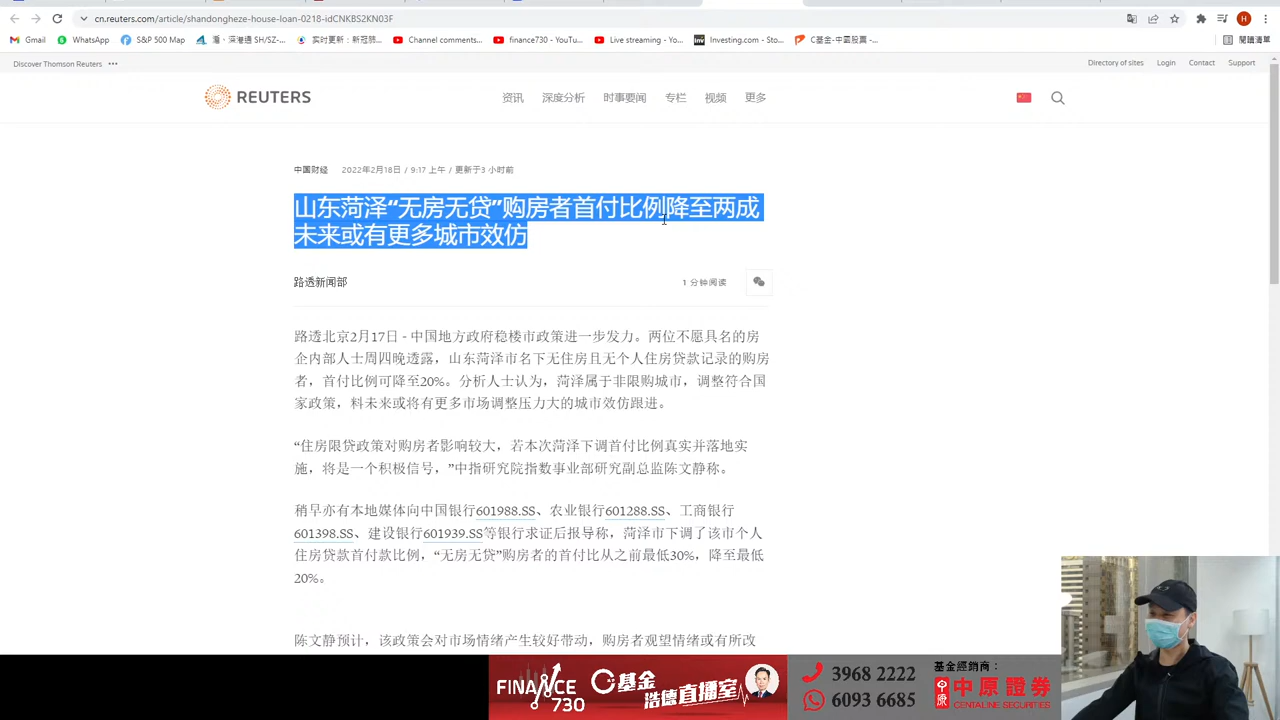 cn.reuters.com/article/shandongheze-house-loan-0218-idCNKBS2KN03F
H
Gmail
WhatsApp
S&P 500 Map
滬、深港通 SH/SZ-...
实时更新：新冠肺...
Channel comments...
finance730 - YouTu...
Live streaming - Yo...
Investing.com - Sto...
C基金-中國股票 -...
閱讀清單
Discover Thomson Reuters
Directory of sites
Login
Contact
Support
REUTERS
资讯
深度分析
时事要闻
专栏
视频
更多
中国财经
2022年2月18日 / 9:17 上午 / 更新于3 小时前
山东菏泽“无房无贷”购房者首付比例降至两成
未来或有更多城市效仿
路透新闻部
1 分钟阅读
路透北京2月17日 - 中国地方政府稳楼市政策进一步发力。两位不愿具名的房
企内部人士周四晚透露，山东菏泽市名下无住房且无个人住房贷款记录的购房
者，首付比例可降至20%。分析人士认为，菏泽属于非限购城市，调整符合国
家政策，料未来或将有更多市场调整压力大的城市效仿跟进。
“住房限贷政策对购房者影响较大，若本次菏泽下调首付比例真实并落地实
施，将是一个积极信号，”中指研究院指数事业部研究副总监陈文静称。
稍早亦有本地媒体向中国银行601988.SS、农业银行601288.SS、工商银行
601398.SS、建设银行601939.SS等银行求证后报导称，菏泽市下调了该市个人
住房贷款首付款比例，“无房无贷”购房者的首付比从之前最低30%，降至最低
20%。
陈文静预计，该政策会对市场情绪产生较好带动，购房者观望情绪或有所改
FINANCE
730
C基金
浩德直播室
3968 2222
6093 6685
基金經銷商：
中原
中原證券
CENTALINE SECURITIES